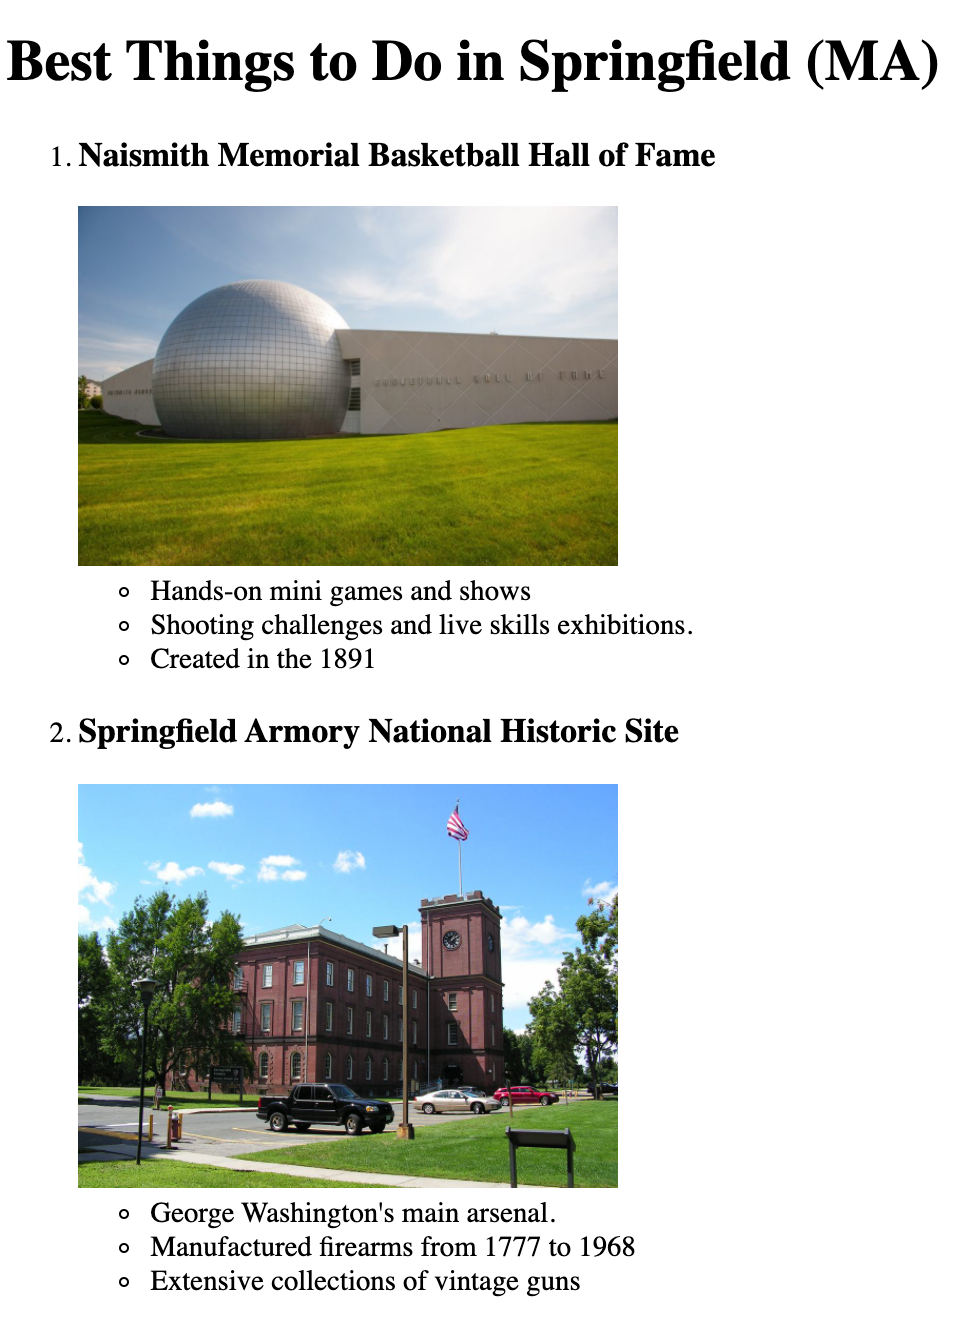 Best Things to Do in Springfield (MA)
1. Naismith Memorial Basketball Hall of Fame
BASKETBALL HALL OF FAME
Hands-on mini games and shows
Shooting challenges and live skills exhibitions.
Created in the 1891
2. Springfield Armory National Historic Site
George Washington's main arsenal.
Manufactured firearms from 1777 to 1968
Extensive collections of vintage guns